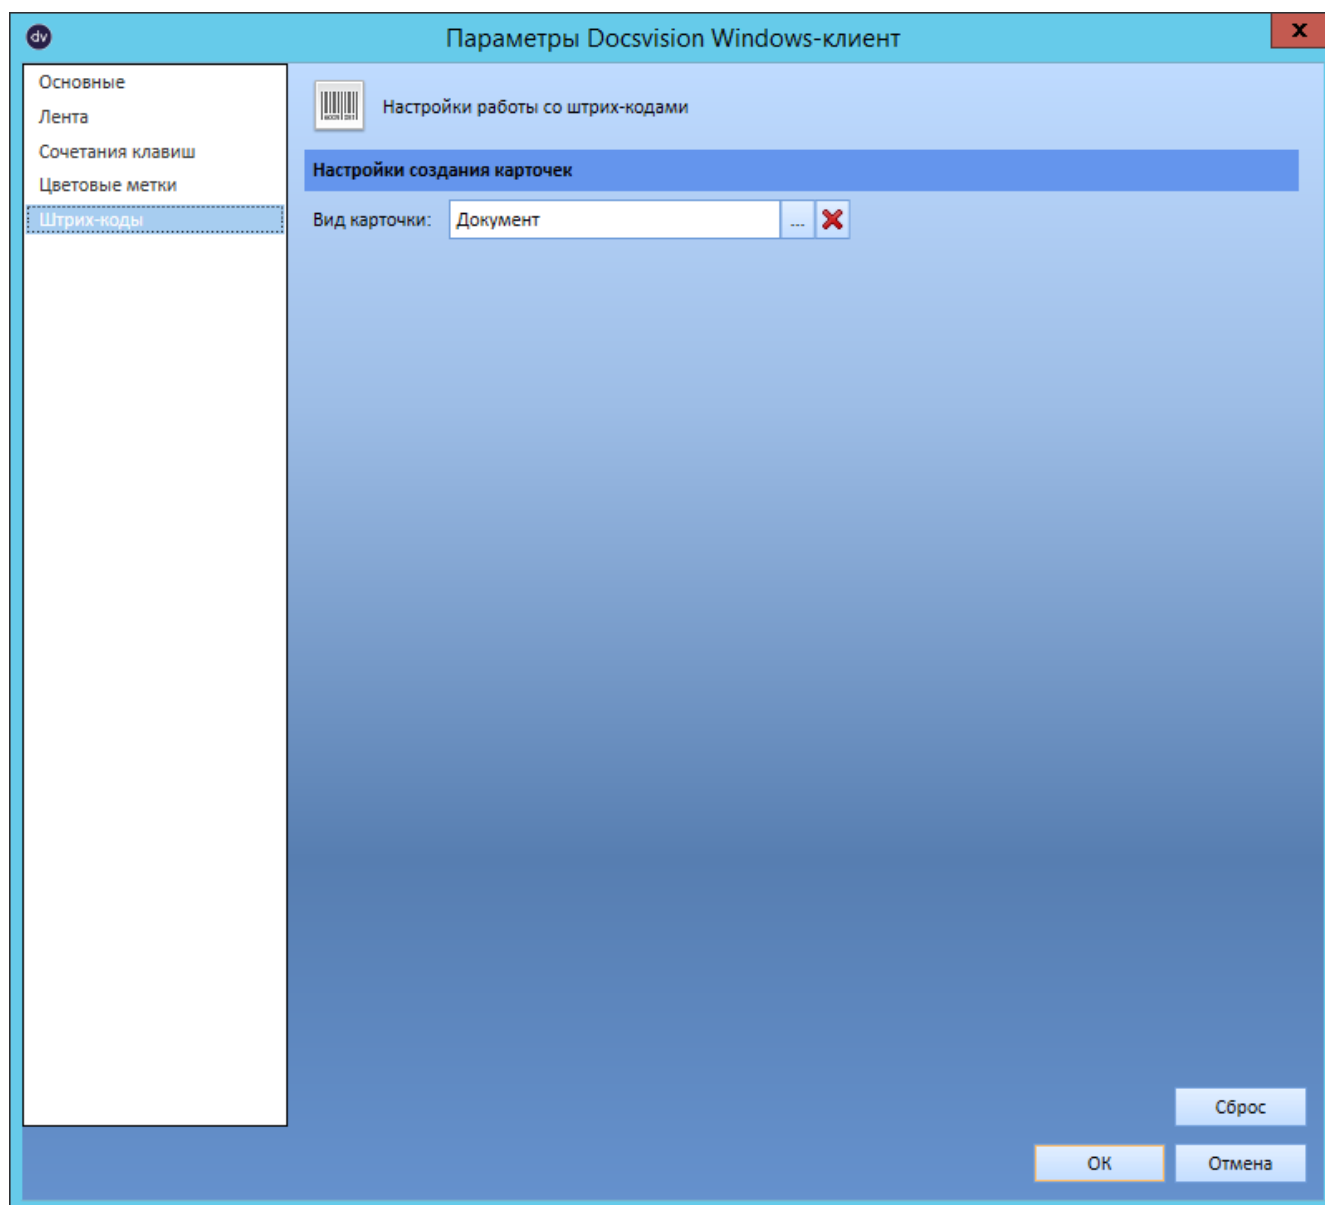 dv
Параметры Docsvision Windows-клиент
x
Основные
Лента
Сочетания клавиш
Цветовые метки
Штрих-коды
Настройки работы со штрих-кодами
Настройки создания карточек
Вид карточки:
Документ
...
Сброс
ОК
Отмена